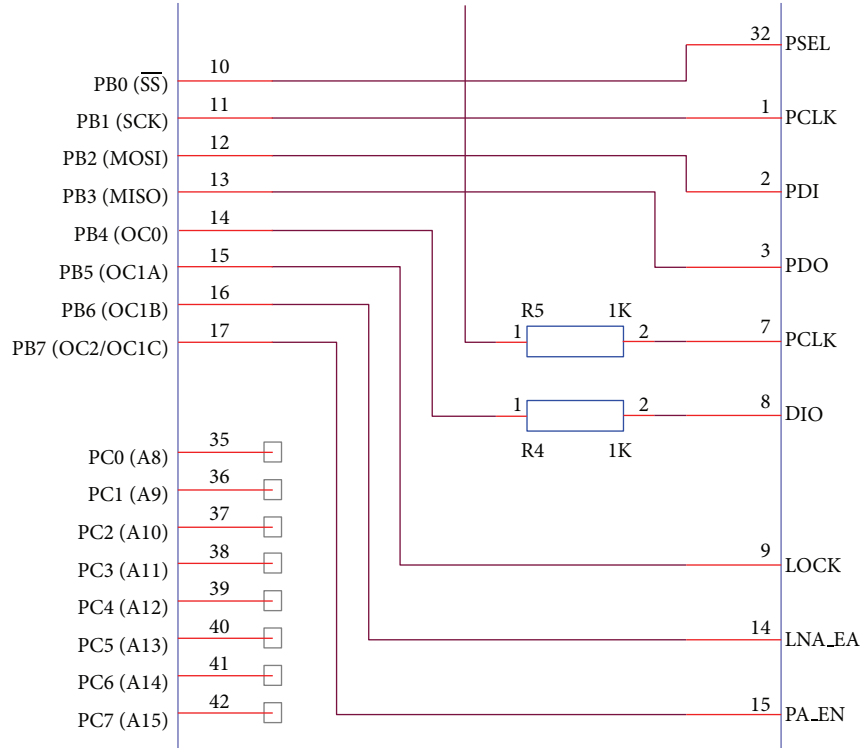 32 PSEL
PB0 (S̅S̅) 10
PB1 (SCK) 11 1 PCLK
PB2 (MOSI) 12 2 PDI
PB3 (MISO) 13
PB4 (OC0) 14 3 PDO
PB5 (OC1A) 15
PB6 (OC1B) 16
R5 1K
PB7 (OC2/OC1C) 17 1 2 7 PCLK
1 2 8 DIO
R4 1K
PC0 (A8) 35
PC1 (A9) 36
PC2 (A10) 37
PC3 (A11) 38 9 LOCK
PC4 (A12) 39
PC5 (A13) 40 14 LNA_EA
PC6 (A14) 41
PC7 (A15) 42 15 PA_EN